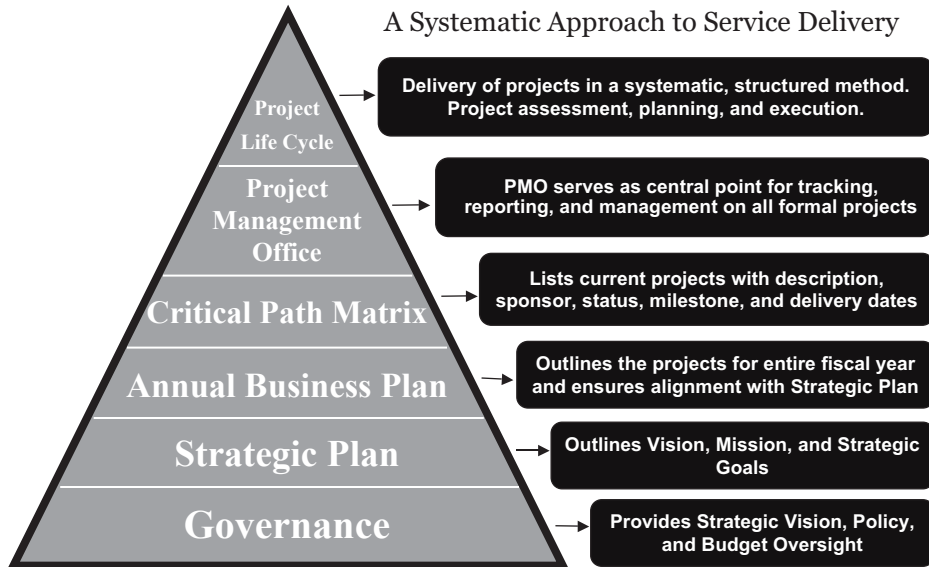 A Systematic Approach to Service Delivery
Project
Life Cycle
Delivery of projects in a systematic, structured method.
Project assessment, planning, and execution.
Project
Management
Office
PMO serves as central point for tracking,
reporting, and management on all formal projects
Critical Path Matrix
Lists current projects with description,
sponsor, status, milestone, and delivery dates
Annual Business Plan
Outlines the projects for entire fiscal year
and ensures alignment with Strategic Plan
Strategic Plan
Outlines Vision, Mission, and Strategic
Goals
Governance
Provides Strategic Vision, Policy,
and Budget Oversight